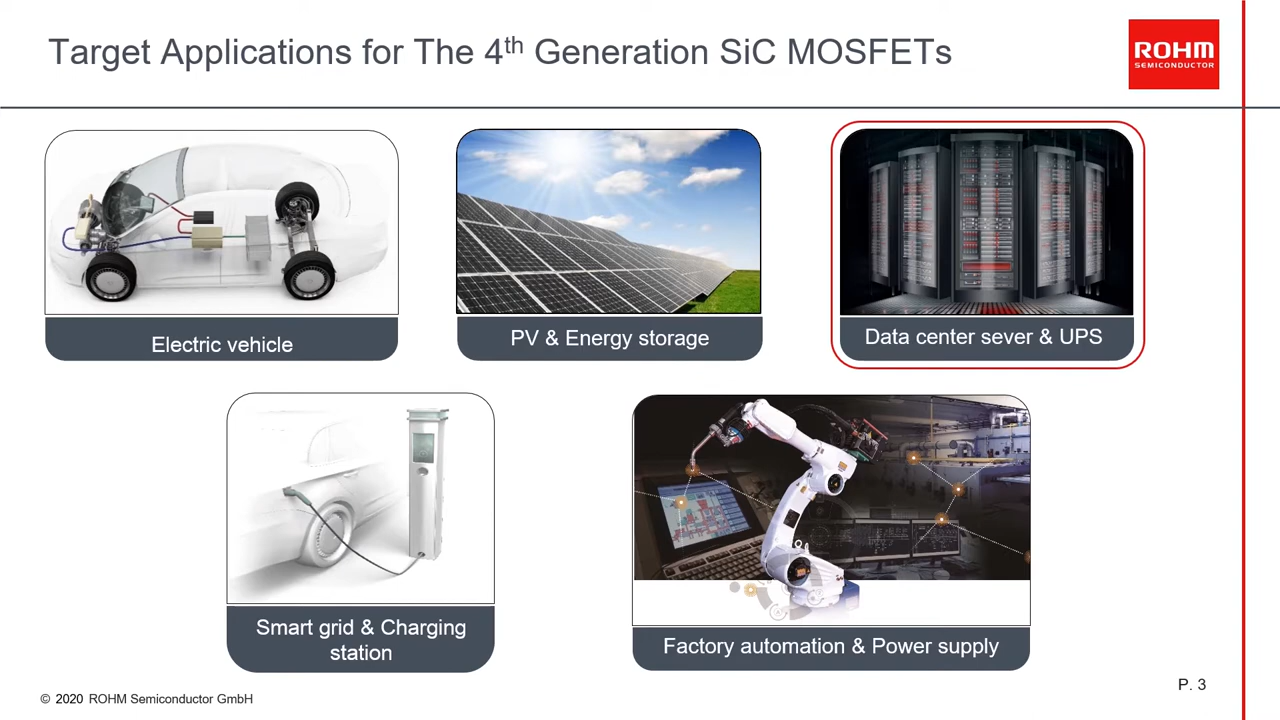 Target Applications for The 4th Generation SiC MOSFETs
ROHM
SEMICONDUCTOR
Electric vehicle
PV & Energy storage
Data center sever & UPS
Smart grid & Charging
station
Factory automation & Power supply
© 2020 ROHM Semiconductor GmbH
P. 3